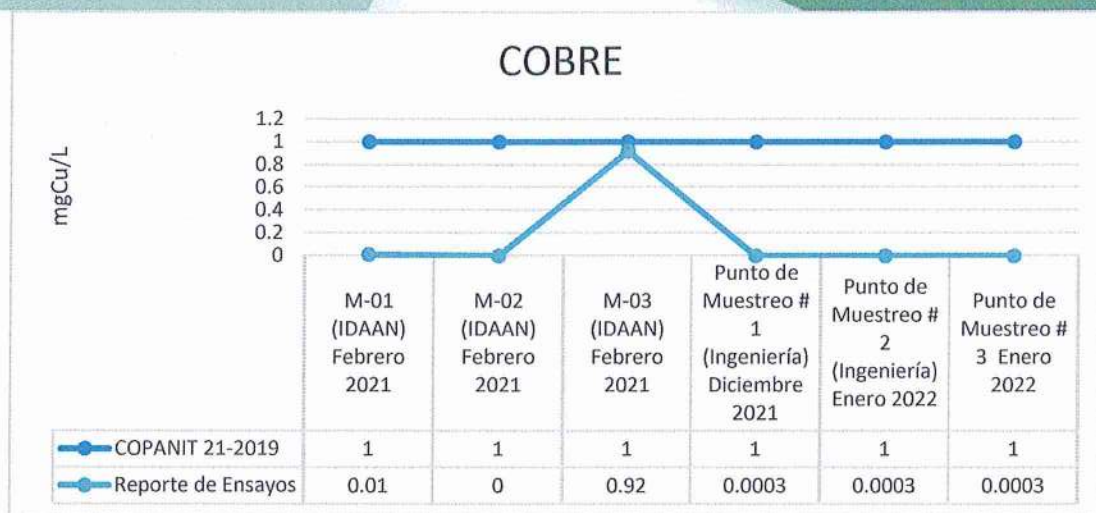 COBRE
mgCu/L
1.2
1
0.8
0.6
0.4
0.2
0
M-01
(IDAAN)
Febrero
2021
M-02
(IDAAN)
Febrero
2021
M-03
(IDAAN)
Febrero
2021
Punto de
Muestreo #
1
(Ingeniería)
Diciembre
2021
Punto de
Muestreo #
2
(Ingeniería)
Enero 2022
Punto de
Muestreo #
3 Enero
2022
COPANIT 21-2019 1 1 1 1 1 1
Reporte de Ensayos 0.01 0 0.92 0.0003 0.0003 0.0003